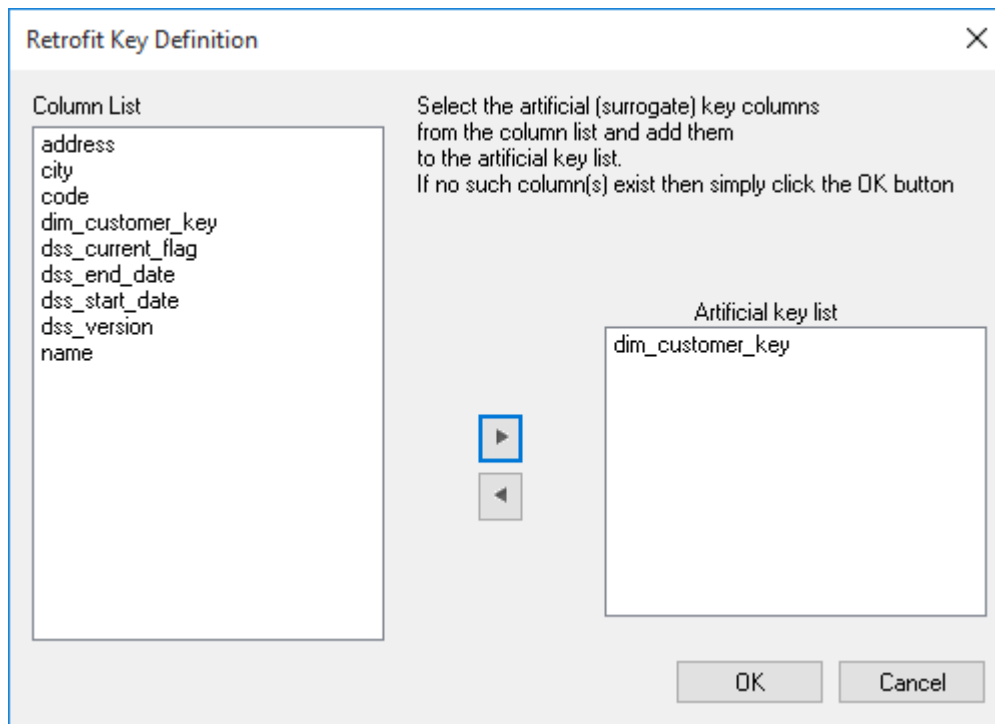 Retrofit Key Definition
Column List
address
city
code
dim_customer_key
dss_current_flag
dss_end_date
dss_start_date
dss_version
name
Select the artificial (surrogate) key columns
from the column list and add them
to the artificial key list.
If no such column(s) exist then simply click the OK button
Artificial key list
dim_customer_key
OK
Cancel